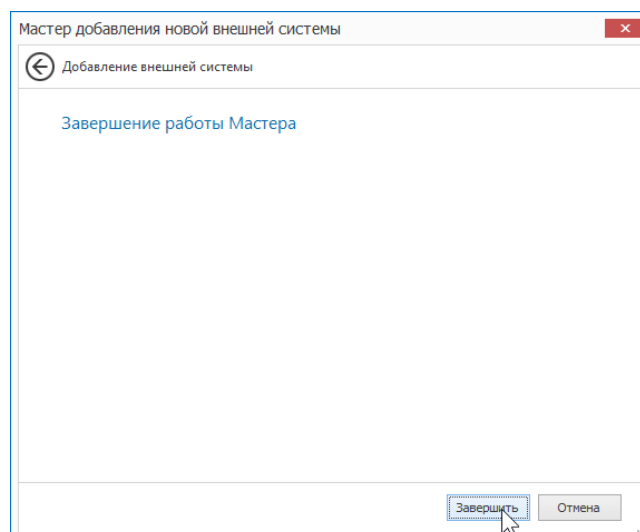 Мастер добавления новой внешней системы
Добавление внешней системы
Завершение работы Мастера
Завершить
Отмена